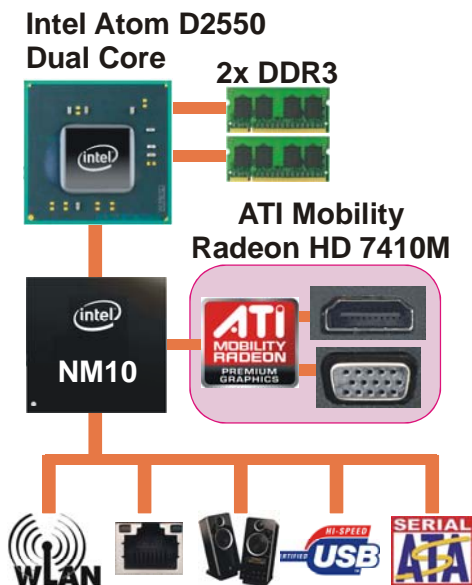 Intel Atom D2550
Dual Core
2x DDR3
intel
ATI Mobility
Radeon HD 7410M
intel
NM10
ATI
MOBILITY
RADEON
PREMIUM
GRAPHICS
WLAN
HI-SPEED
CERTIFIED
USB
SERIAL
ATA